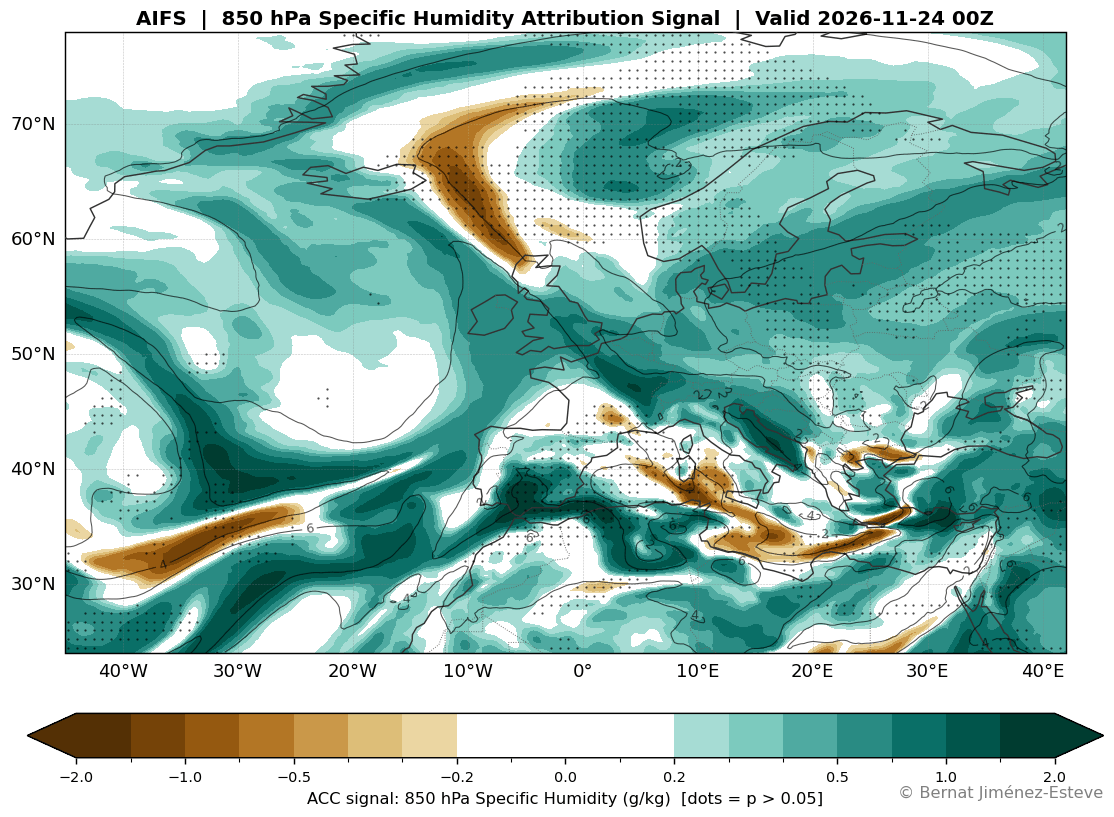 AIFS | 850 hPa Specific Humidity Attribution Signal | Valid 2026-11-24 00Z
70°N
60°N
50°N
40°N
30°N
40°W 30°W 20°W 10°W 0° 10°E 20°E 30°E 40°E
−2.0 −1.0 −0.5 −0.2 0.0 0.2 0.5 1.0 2.0
ACC signal: 850 hPa Specific Humidity (g/kg) [dots = p > 0.05]
© Bernat Jiménez-Esteve